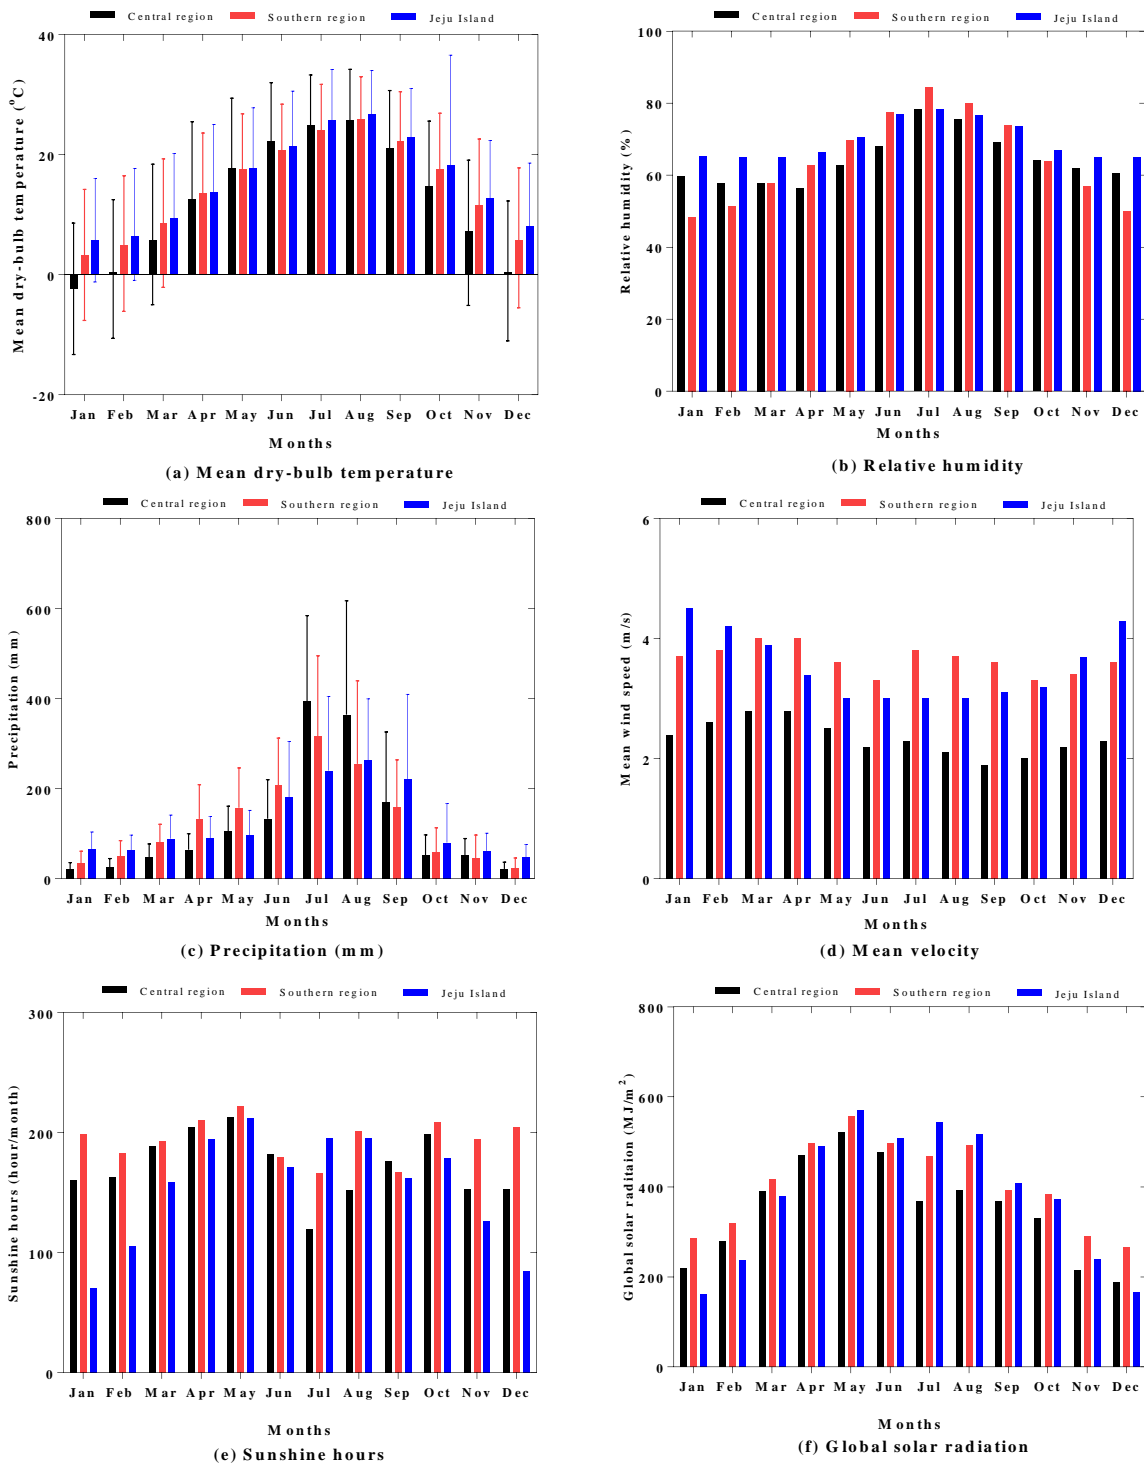 Central region Southern region Jeju Island
Mean dry-bulb temperature (°C)
40
20
0
-20
Jan Feb Mar Apr May Jun Jul Aug Sep Oct Nov Dec
Months
(a) Mean dry-bulb temperature
Central region Southern region Jeju Island
Relative humidity (%)
100
80
60
40
20
0
Jan Feb Mar Apr May Jun Jul Aug Sep Oct Nov Dec
Months
(b) Relative humidity
Central region Southern region Jeju Island
Precipitation (mm)
800
600
400
200
0
Jan Feb Mar Apr May Jun Jul Aug Sep Oct Nov Dec
Months
(c) Precipitation (mm)
Central region Southern region Jeju Island
Mean wind speed (m/s)
6
4
2
0
Jan Feb Mar Apr May Jun Jul Aug Sep Oct Nov Dec
Months
(d) Mean velocity
Central region Southern region Jeju Island
Sunshine hours (hour/month)
300
200
100
0
Jan Feb Mar Apr May Jun Jul Aug Sep Oct Nov Dec
Months
(e) Sunshine hours
Central region Southern region Jeju Island
Global solar raditaion (MJ/m²)
800
600
400
200
0
Jan Feb Mar Apr May Jun Jul Aug Sep Oct Nov Dec
Months
(f) Global solar radiation